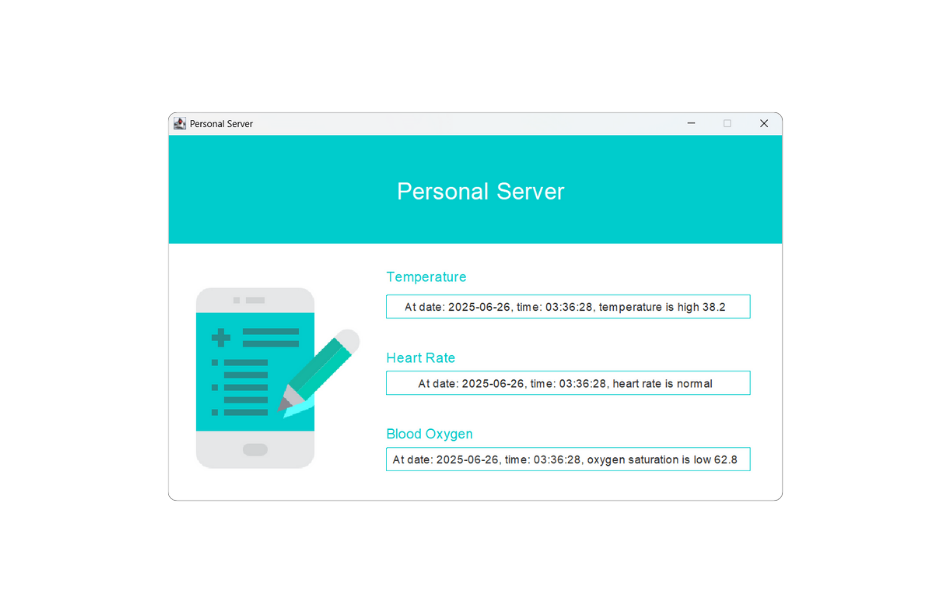 Personal Server
Personal Server
Temperature
At date: 2025-06-26, time: 03:36:28, temperature is high 38.2
Heart Rate
At date: 2025-06-26, time: 03:36:28, heart rate is normal
Blood Oxygen
At date: 2025-06-26, time: 03:36:28, oxygen saturation is low 62.8